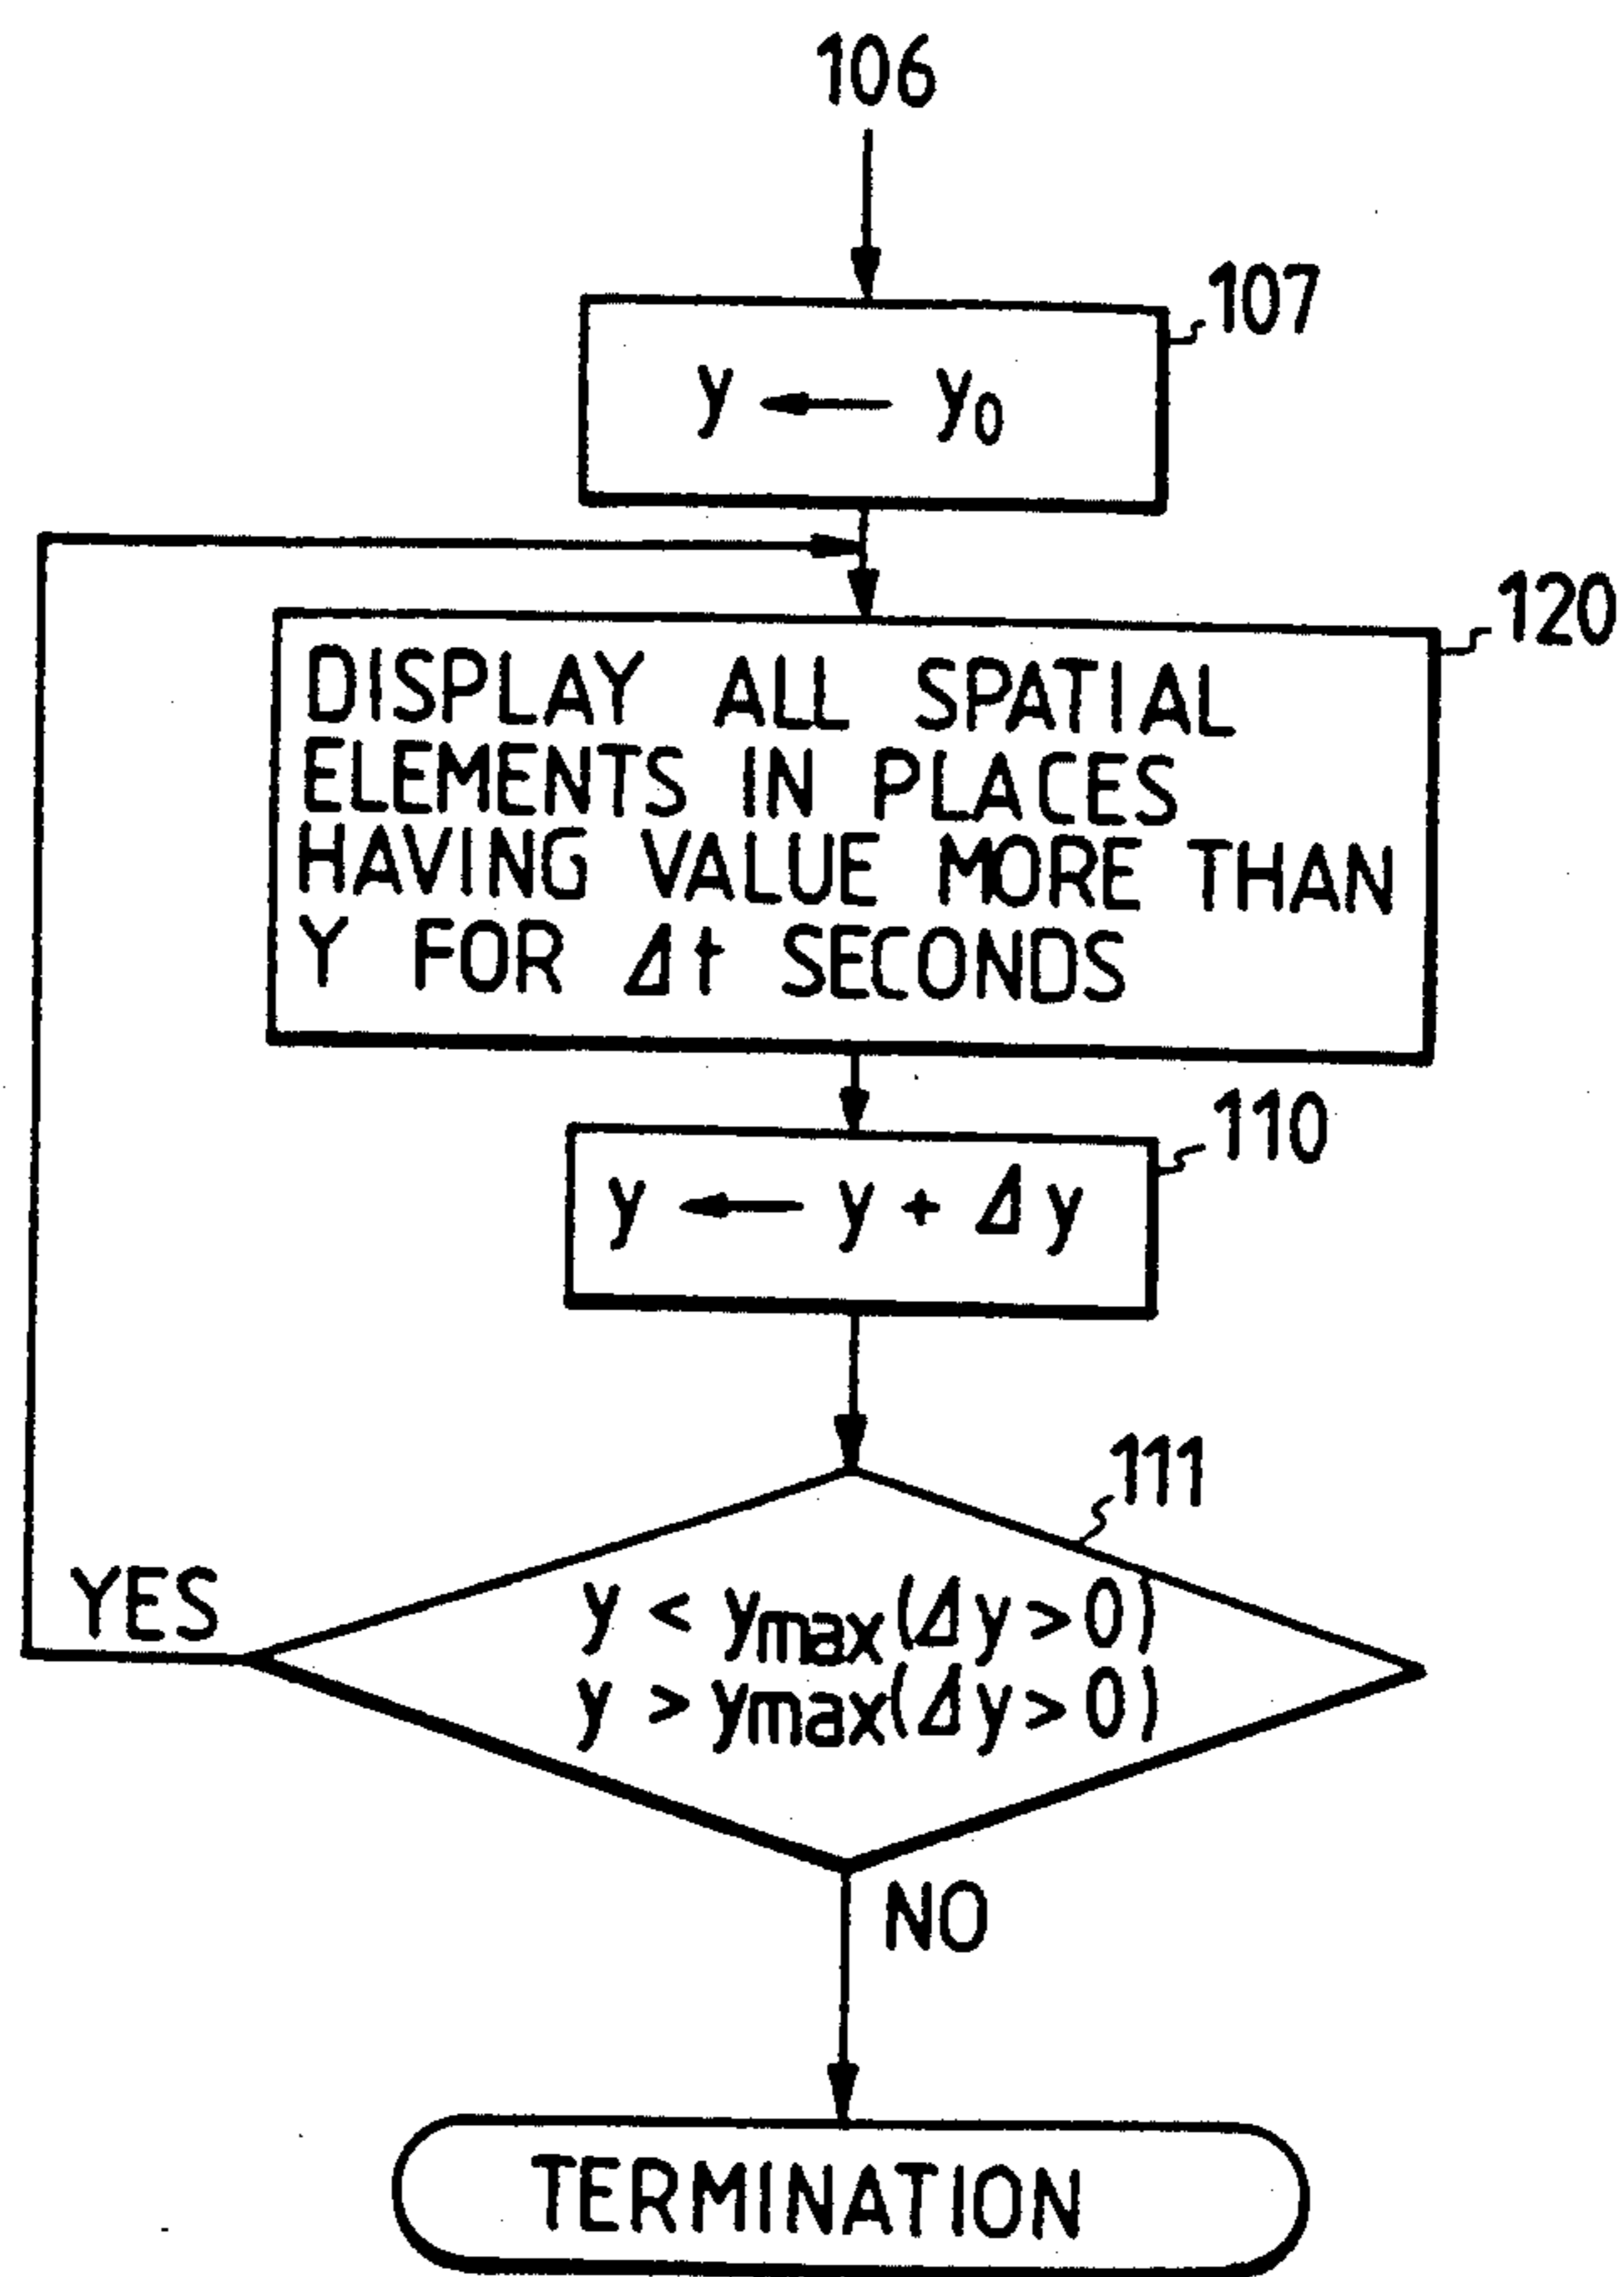 106
107
y ← y₀
120
DISPLAY ALL SPATIAL
ELEMENTS IN PLACES
HAVING VALUE MORE THAN
Y FOR Δt SECONDS
110
y ← y + Δy
111
y < ymax(Δy>0)
y > ymax(Δy>0)
YES
NO
TERMINATION